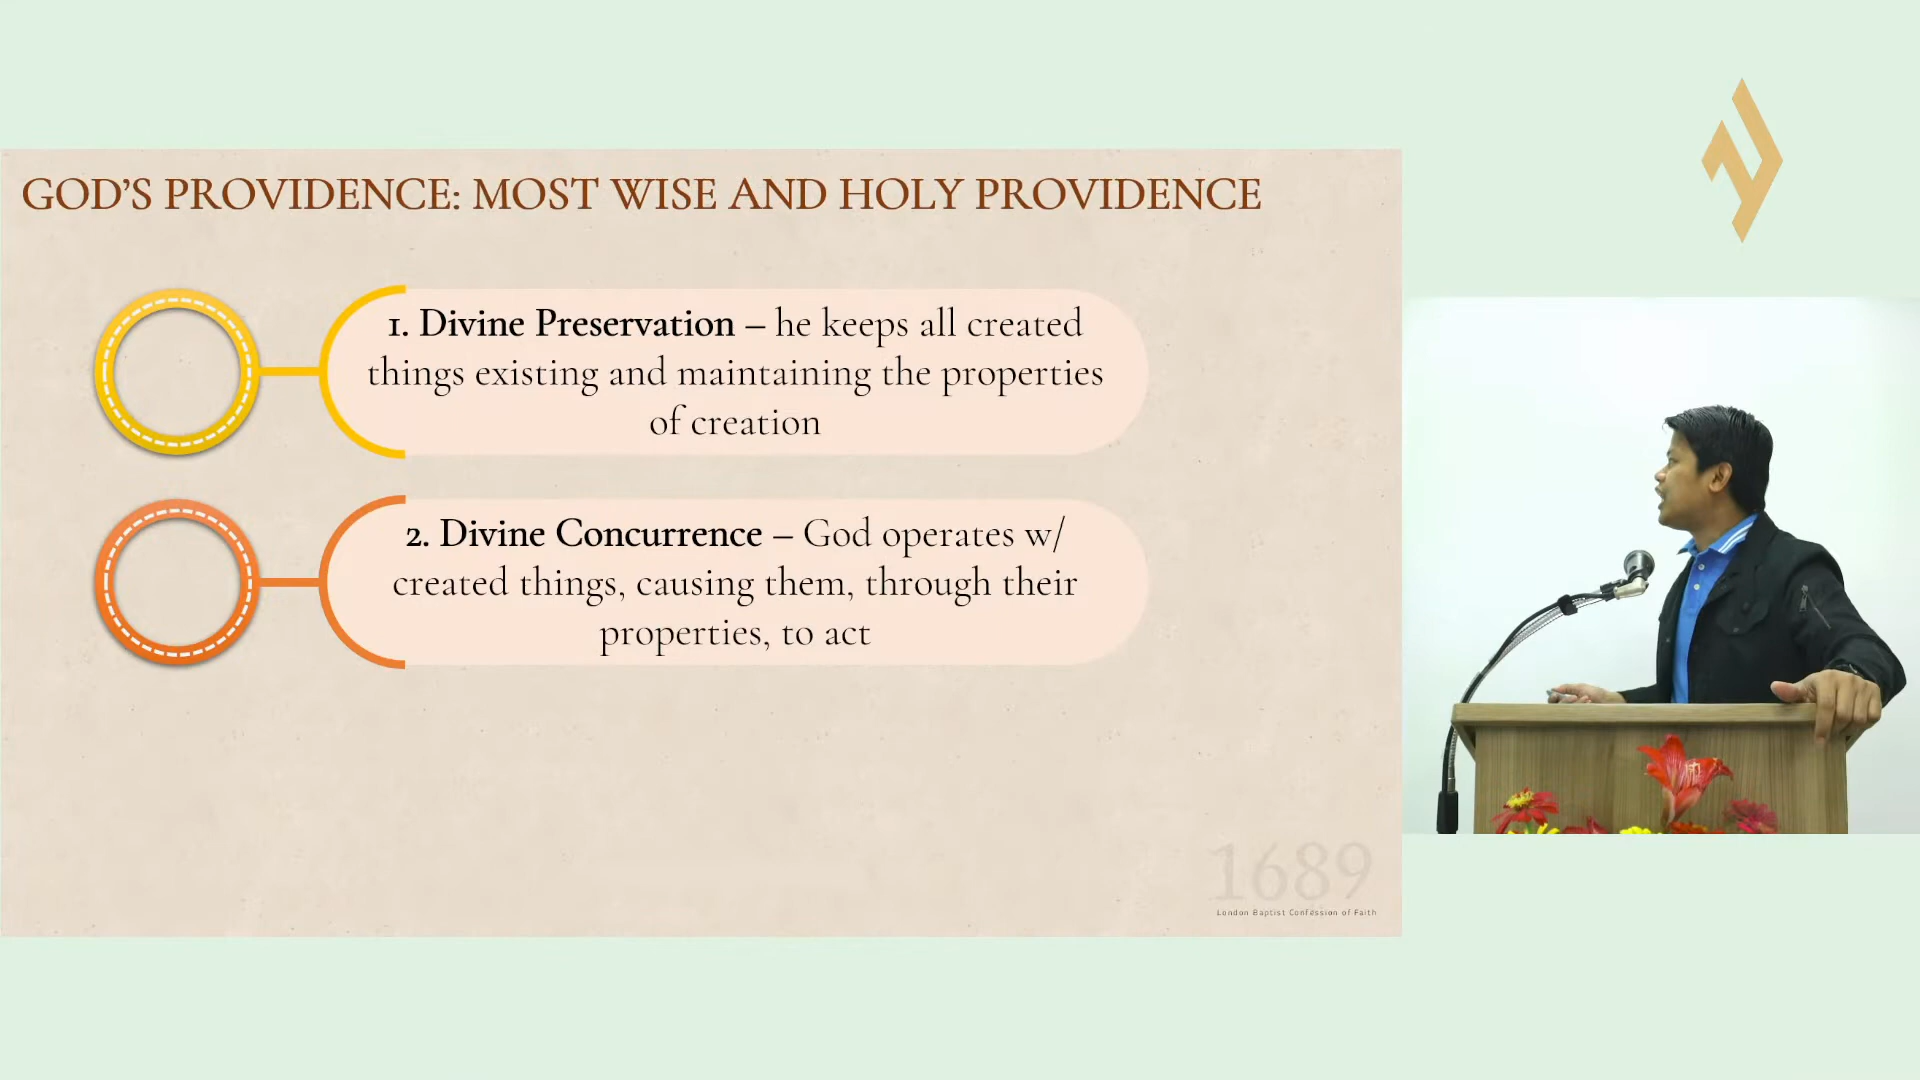 GOD’S PROVIDENCE: MOST WISE AND HOLY PROVIDENCE
1. Divine Preservation – he keeps all created
things existing and maintaining the properties
of creation
2. Divine Concurrence – God operates w/
created things, causing them, through their
properties, to act
1689
London Baptist Confession of Faith